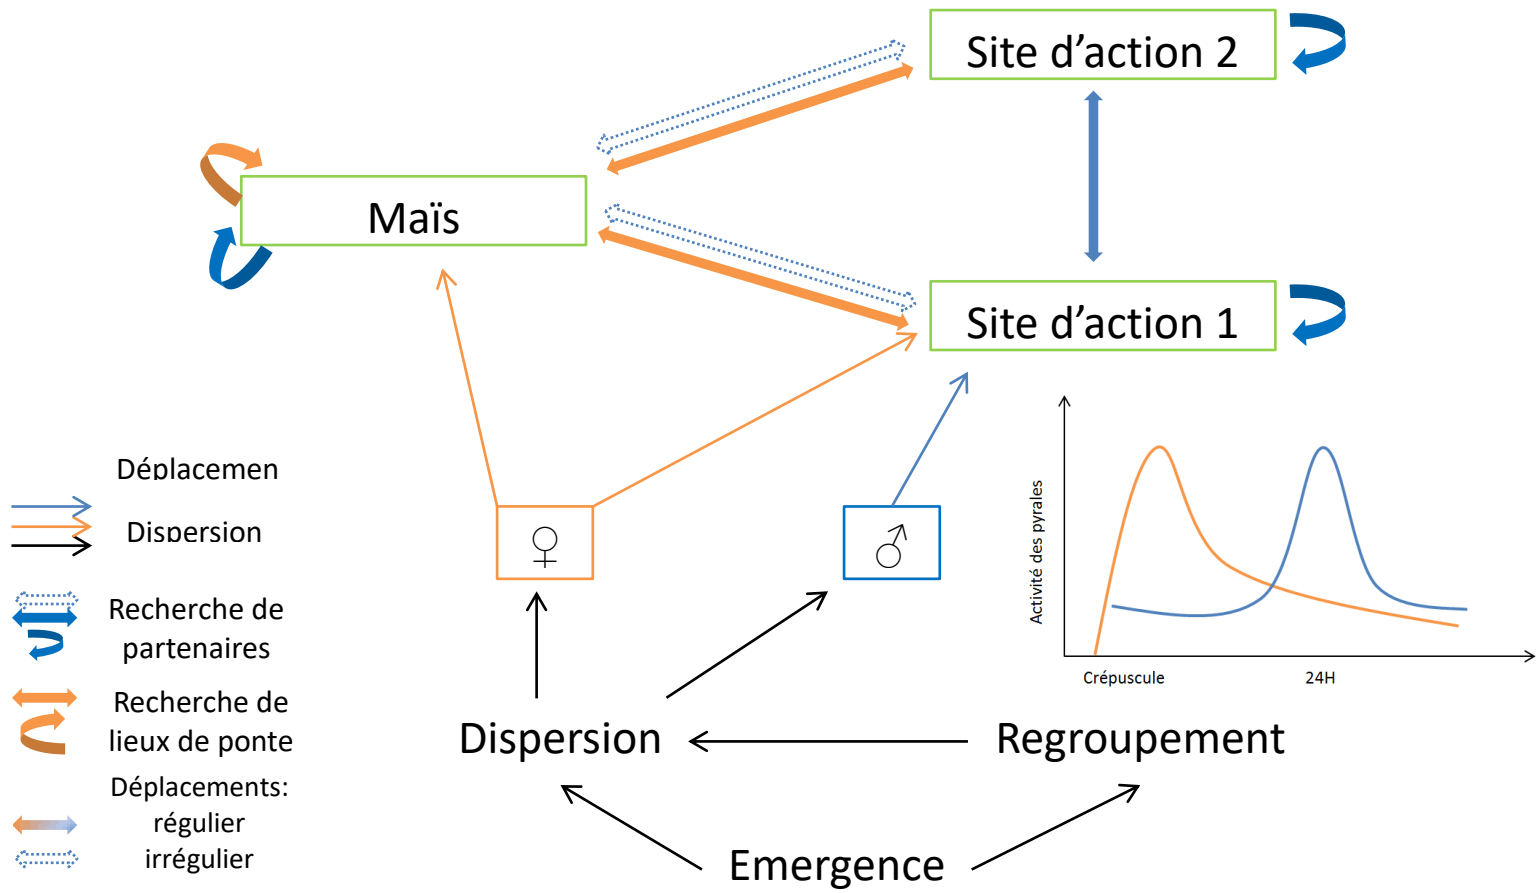 Site d'action 2
Maïs
Site d'action 1
Déplacemen
Dispersion
♀
♂
Activité des pyrales
Crépuscule
24H
Recherche de
partenaires
Recherche de
lieux de ponte
Déplacements:
régulier
irrégulier
Dispersion
Regroupement
Emergence